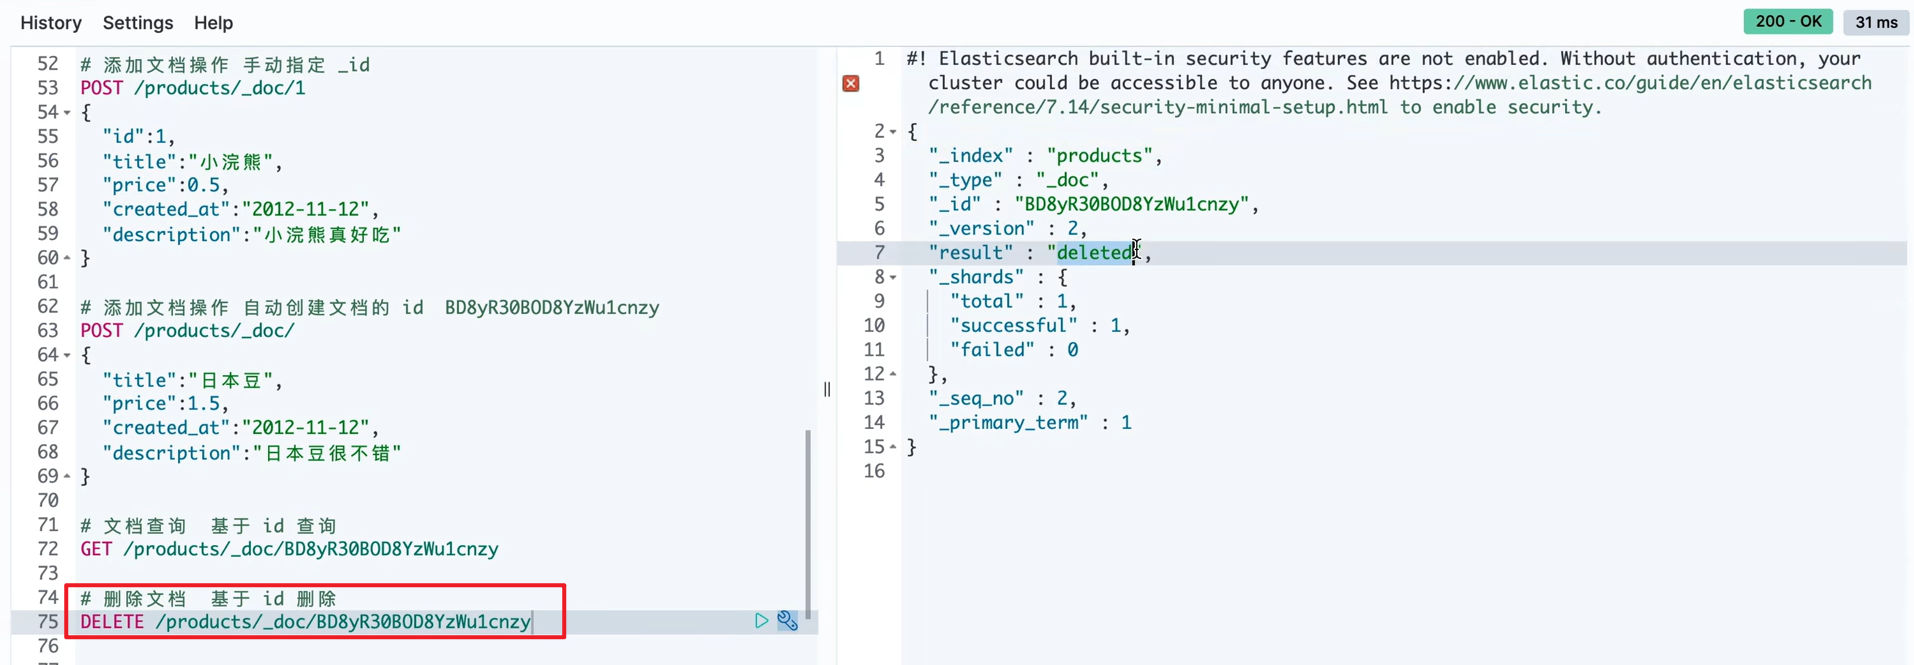 History Settings Help
200 - OK 31 ms
52 # 添加文档操作 手动指定 _id
53 POST /products/_doc/1
54 {
55 "id":1,
56 "title":"小浣熊",
57 "price":0.5,
58 "created_at":"2012-11-12",
59 "description":"小浣熊真好吃"
60 }
61
62 # 添加文档操作 自动创建文档的 id BD8yR30BOD8YzWu1cnzy
63 POST /products/_doc/
64 {
65 "title":"日本豆",
66 "price":1.5,
67 "created_at":"2012-11-12",
68 "description":"日本豆很不错"
69 }
70
71 # 文档查询 基于 id 查询
72 GET /products/_doc/BD8yR30BOD8YzWu1cnzy
73
74 # 删除文档 基于 id 删除
75 DELETE /products/_doc/BD8yR30BOD8YzWu1cnzy
76
1 #! Elasticsearch built-in security features are not enabled. Without authentication, your
cluster could be accessible to anyone. See https://www.elastic.co/guide/en/elasticsearch
/reference/7.14/security-minimal-setup.html to enable security.
2 {
3 "_index" : "products",
4 "_type" : "_doc",
5 "_id" : "BD8yR30BOD8YzWu1cnzy",
6 "_version" : 2,
7 "result" : "deleted",
8 "_shards" : {
9 "total" : 1,
10 "successful" : 1,
11 "failed" : 0
12 },
13 "_seq_no" : 2,
14 "_primary_term" : 1
15 }
16